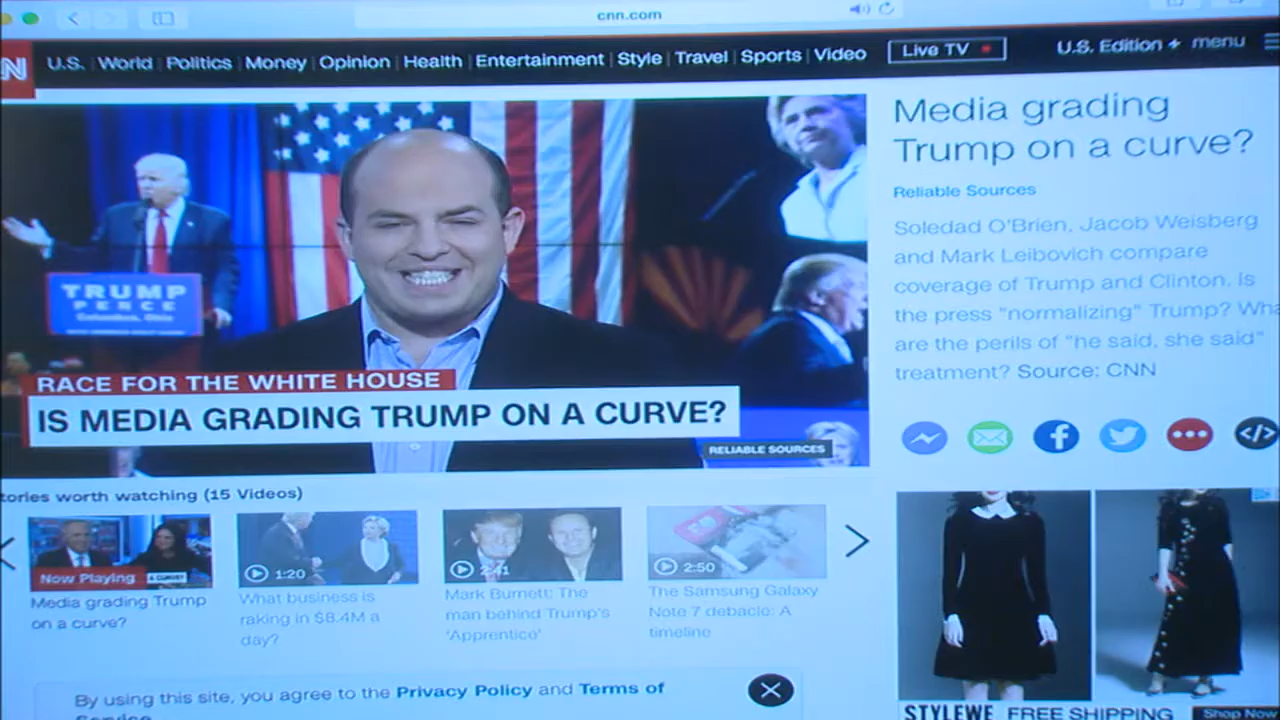 cnn.com
N
U.S. World Politics Money Opinion Health Entertainment Style Travel Sports Video Live TV U.S. Edition + menu
TRUMP
PENCE
Columbus, Ohio
RACE FOR THE WHITE HOUSE
IS MEDIA GRADING TRUMP ON A CURVE?
RELIABLE SOURCES
Media grading
Trump on a curve?
Reliable Sources
Soledad O'Brien, Jacob Weisberg
and Mark Leibovich compare
coverage of Trump and Clinton. Is
the press "normalizing" Trump? Wha
are the perils of "he said, she said"
treatment? Source: CNN
tories worth watching (15 Videos)
Now Playing
A CURVE?
Media grading Trump
on a curve?
1:20
What business is
raking in $8.4M a
day?
2:41
Mark Burnett: The
man behind Trump's
'Apprentice'
2:50
The Samsung Galaxy
Note 7 debacle: A
timeline
By using this site, you agree to the Privacy Policy and Terms of
Service
STYLEWE FREE SHIPPING Shop Now